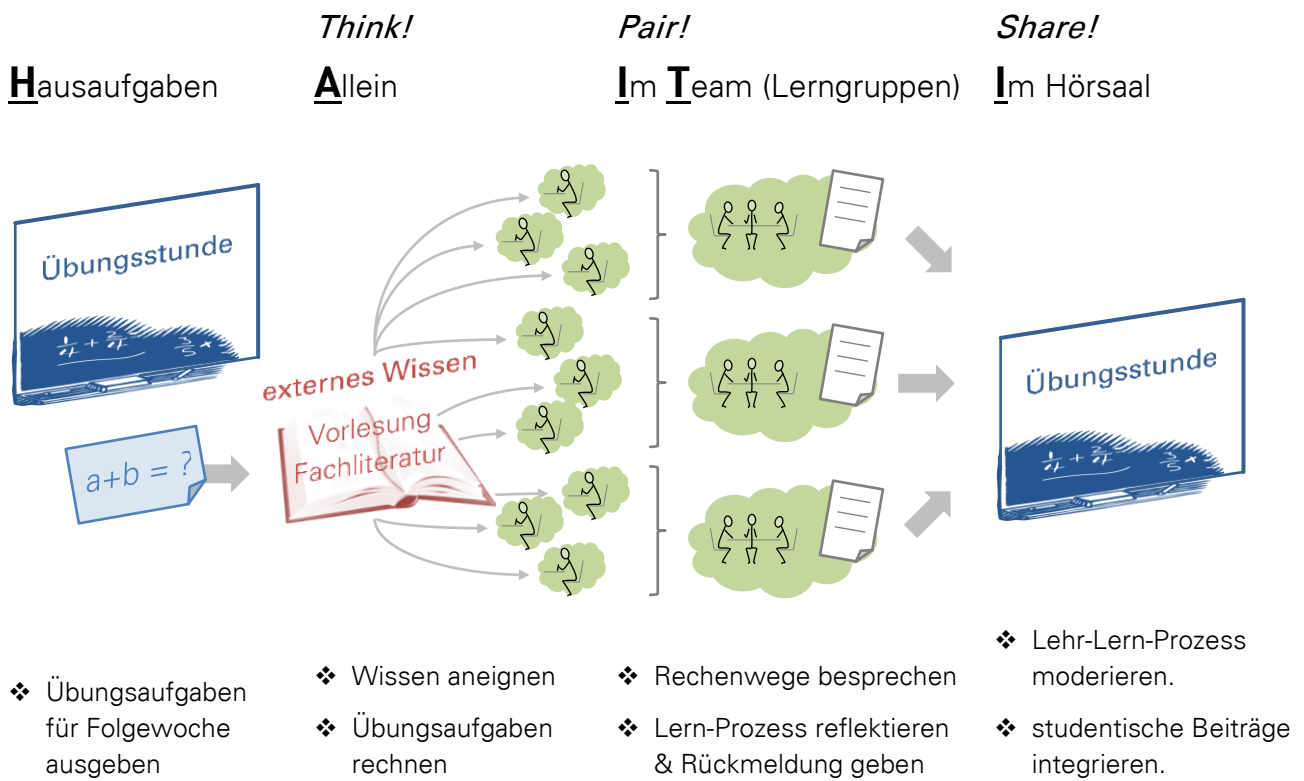 Think!
Pair!
Share!
Hausaufgaben
Allein
Im Team (Lerngruppen)
Im Hörsaal
Übungsstunde
externes Wissen
Vorlesung
Fachliteratur
a+b = ?
Übungsstunde
❖ Übungsaufgaben
für Folgewoche
ausgeben
❖ Wissen aneignen
❖ Übungsaufgaben
rechnen
❖ Rechenwege besprechen
❖ Lern-Prozess reflektieren
& Rückmeldung geben
❖ Lehr-Lern-Prozess
moderieren.
❖ studentische Beiträge
integrieren.